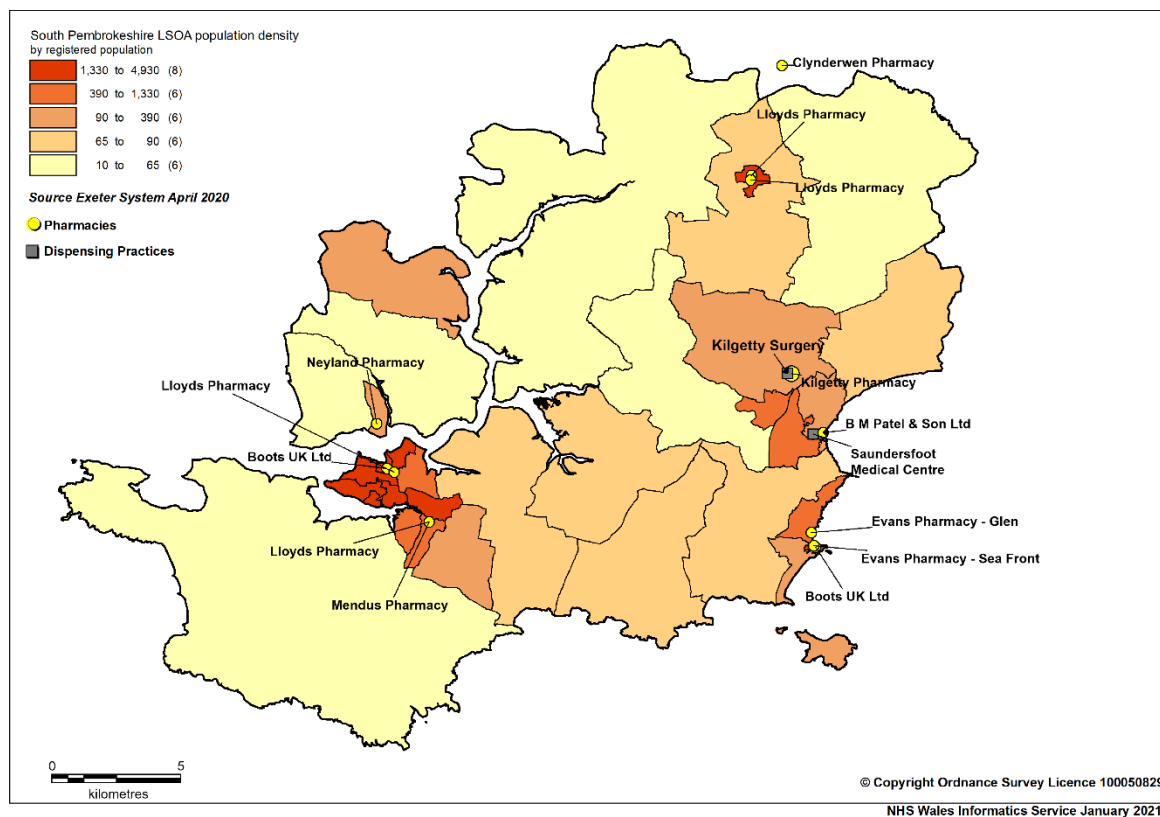 South Pembrokeshire LSOA population density
by registered population
1,330 to 4,930 (8)
390 to 1,330 (6)
90 to 390 (6)
65 to 90 (6)
10 to 65 (6)
Source Exeter System April 2020
Pharmacies
Dispensing Practices
Clynderwen Pharmacy
Lloyds Pharmacy
Lloyds Pharmacy
Kilgetty Surgery
Neyland Pharmacy
Kilgetty Pharmacy
Lloyds Pharmacy
B M Patel & Son Ltd
Boots UK Ltd
Saundersfoot
Medical Centre
Evans Pharmacy - Glen
Lloyds Pharmacy
Evans Pharmacy - Sea Front
Boots UK Ltd
Mendus Pharmacy
0 5
kilometres
© Copyright Ordnance Survey Licence 100050829
NHS Wales Informatics Service January 2021